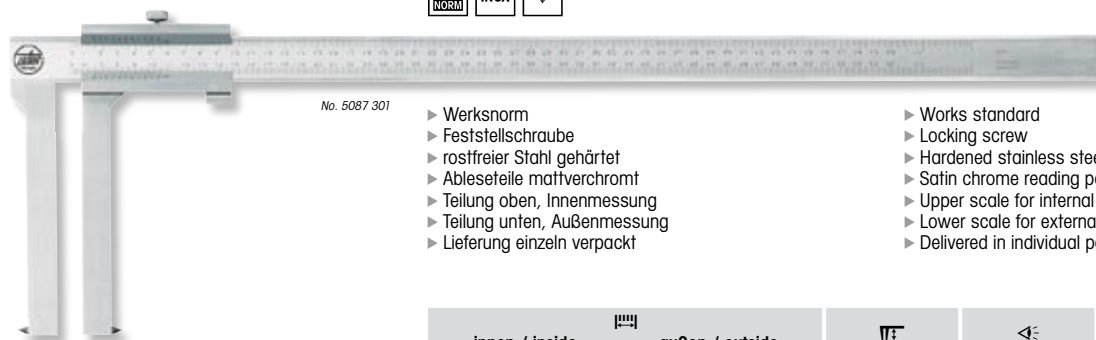 NORM
No. 5087 301
▶ Werksnorm
▶ Feststellschraube
▶ rostfreier Stahl gehärtet
▶ Ableseteile mattverchromt
▶ Teilung oben, Innenmessung
▶ Teilung unten, Außenmessung
▶ Lieferung einzeln verpackt
▶ Works standard
▶ Locking screw
▶ Hardened stainless stee
▶ Satin chrome reading p
▶ Upper scale for internal
▶ Lower scale for externa
▶ Delivered in individual p
innen / inside außen / outside